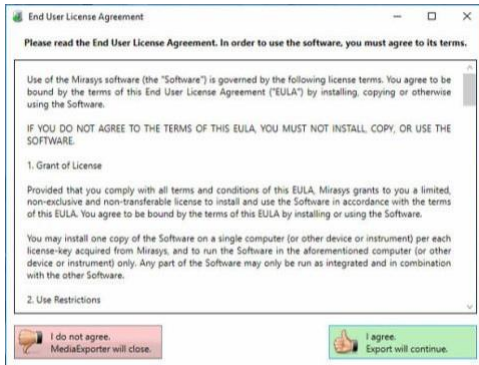 End User License Agreement
Please read the End User License Agreement. In order to use the software, you must agree to its terms.
Use of the Mirasys software (the "Software") is governed by the following license terms. You agree to be
bound by the terms of this End User License Agreement ("EULA") by installing, copying or otherwise
using the Software.
IF YOU DO NOT AGREE TO THE TERMS OF THIS EULA, YOU MUST NOT INSTALL, COPY, OR USE THE
SOFTWARE.
1. Grant of License
Provided that you comply with all terms and conditions of this EULA, Mirasys grants to you a limited,
non-exclusive and non-transferable license to install and use the Software in accordance with the terms
of this EULA. You agree to be bound by the terms of this EULA by installing or using the Software.
You may install one copy of the Software on a single computer (or other device or instrument) per each
license-key acquired from Mirasys, and to run the Software in the aforementioned computer (or other
device or instrument) only. Any part of the Software may only be run as integrated and in combination
with the other Software.
2. Use Restrictions
I do not agree.
MediaExporter will close.
I agree.
Export will continue.